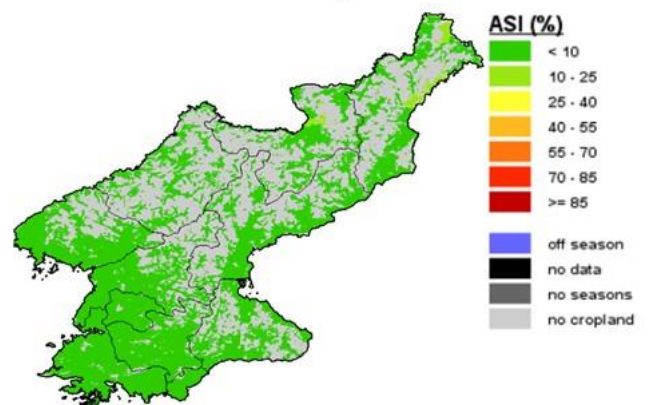 ASI (%)
< 10
10 - 25
25 - 40
40 - 55
55 - 70
70 - 85
>= 85
off season
no data
no seasons
no cropland